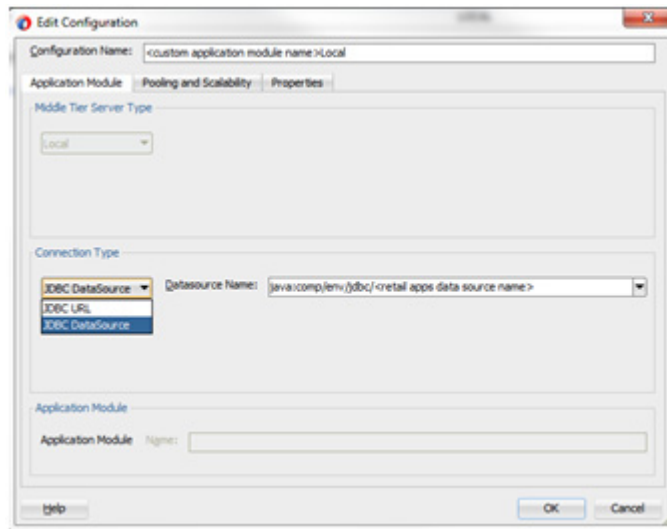 Edit Configuration
Configuration Name: <custom application module name>Local
Application Module Pooling and Scalability Properties
Middle Tier Server Type
Local
Connection Type
JDBC DataSource Datasource Name: java:comp/env/jdbc/<retail apps data source name>
JDBC URL
JDBC DataSource
Application Module
Application Module Name:
Help OK Cancel